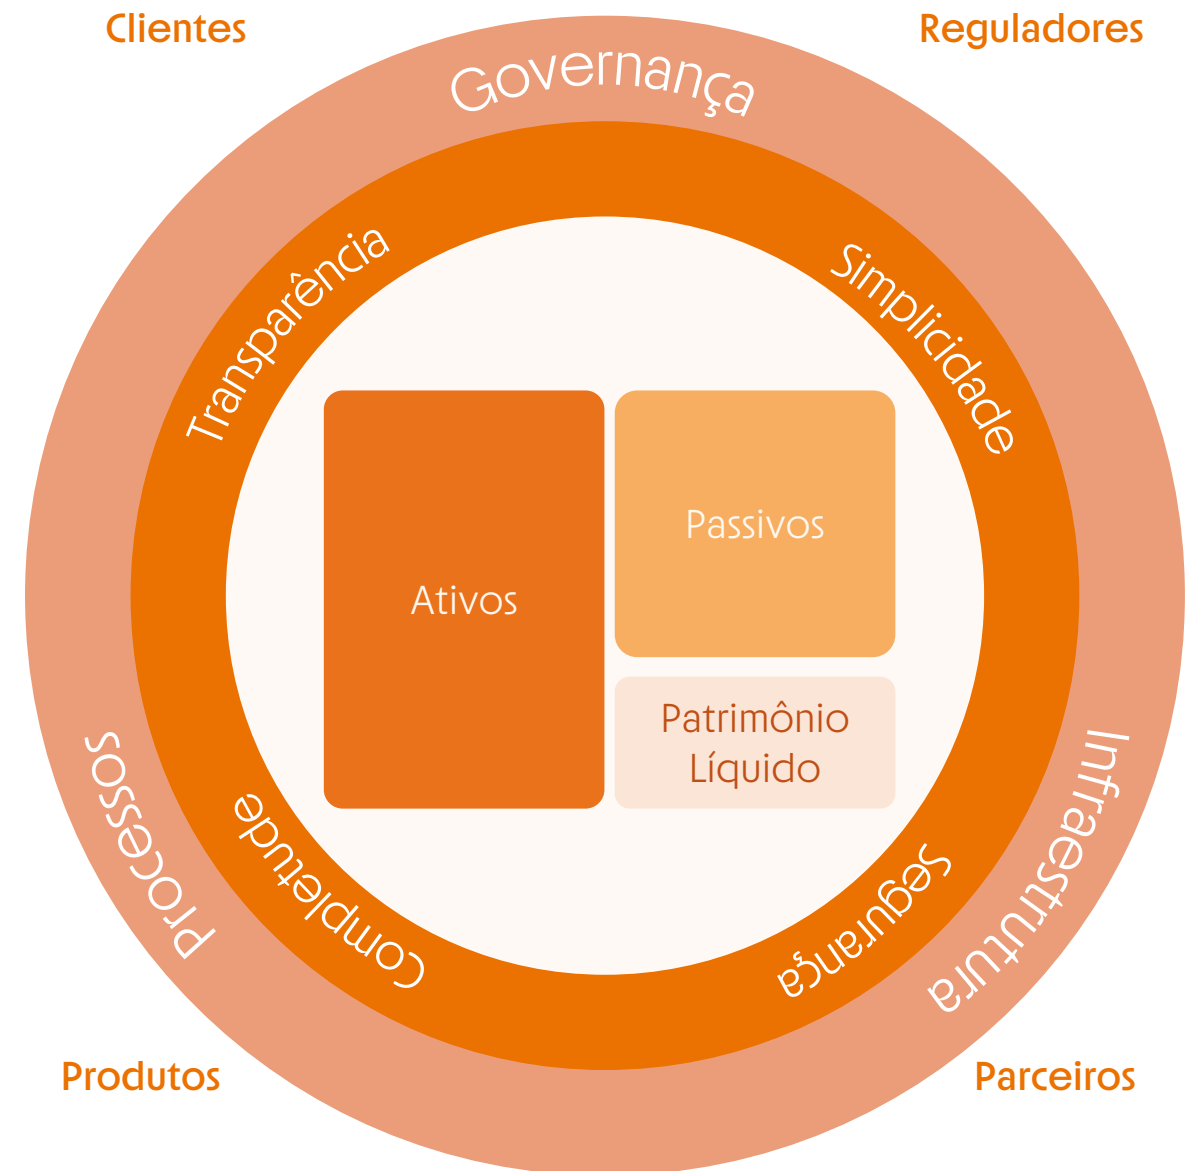 Clientes
Reguladores
Governança
Transparência
Simplicidade
Ativos
Passivos
Patrimônio
Líquido
Processos
Completude
Segurança
Infraestrutura
Produtos
Parceiros